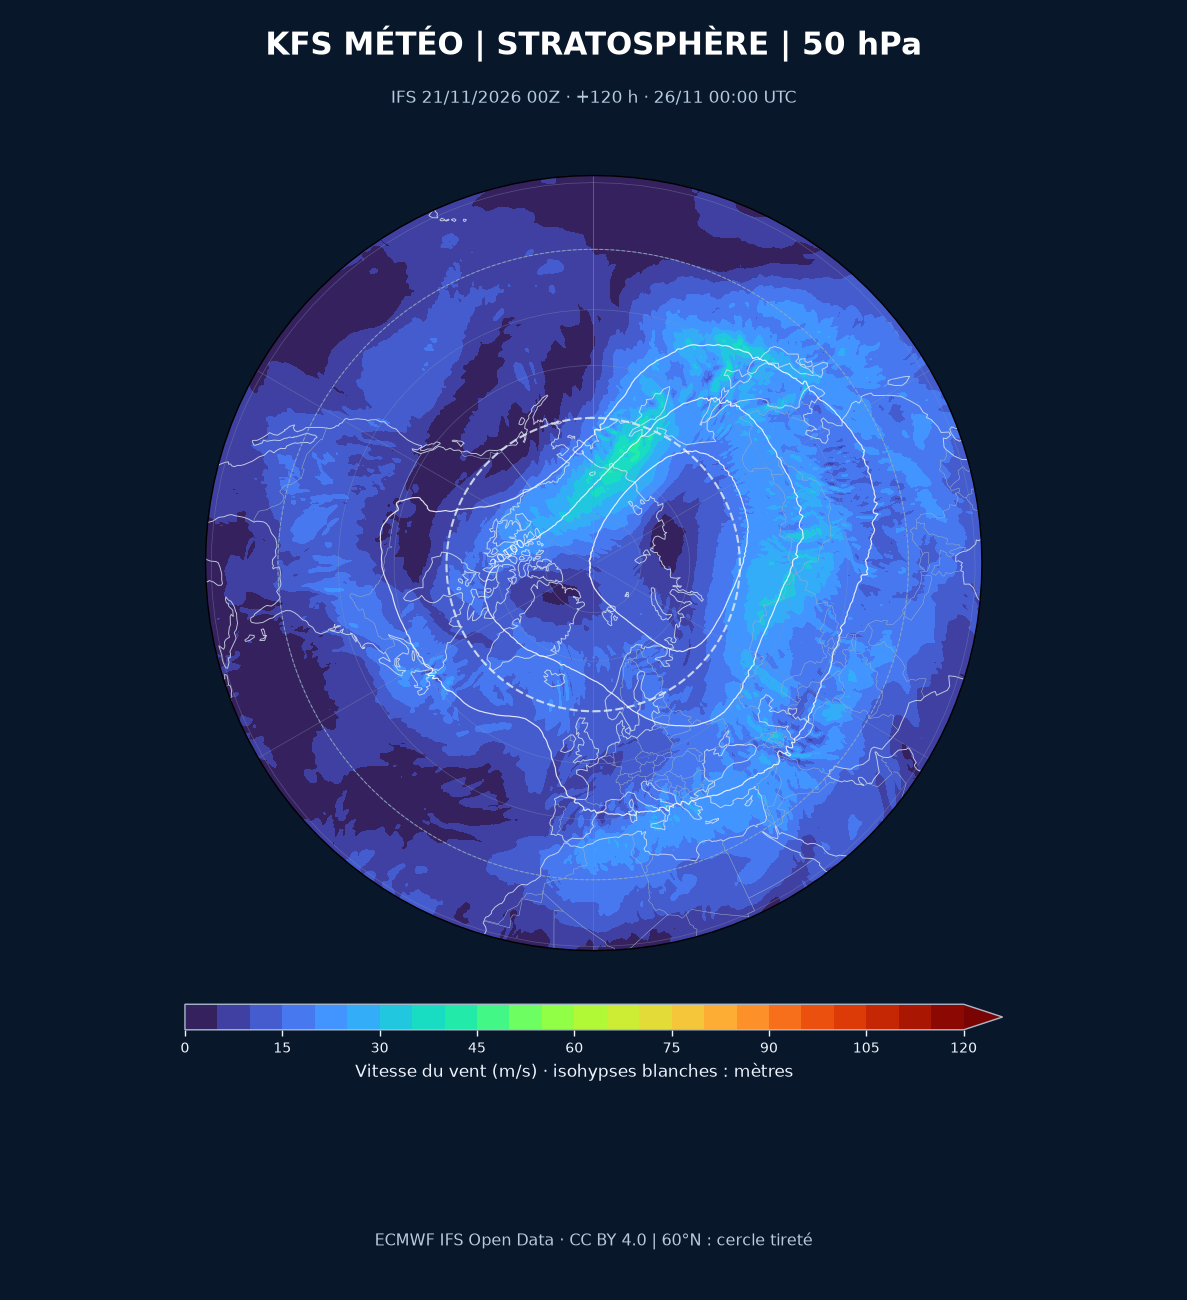 KFS MÉTÉO | STRATOSPHÈRE | 50 hPa
IFS 21/11/2026 00Z · +120 h · 26/11 00:00 UTC
0 15 30 45 60 75 90 105 120
Vitesse du vent (m/s) · isohypses blanches : mètres
ECMWF IFS Open Data · CC BY 4.0 | 60°N : cercle tireté